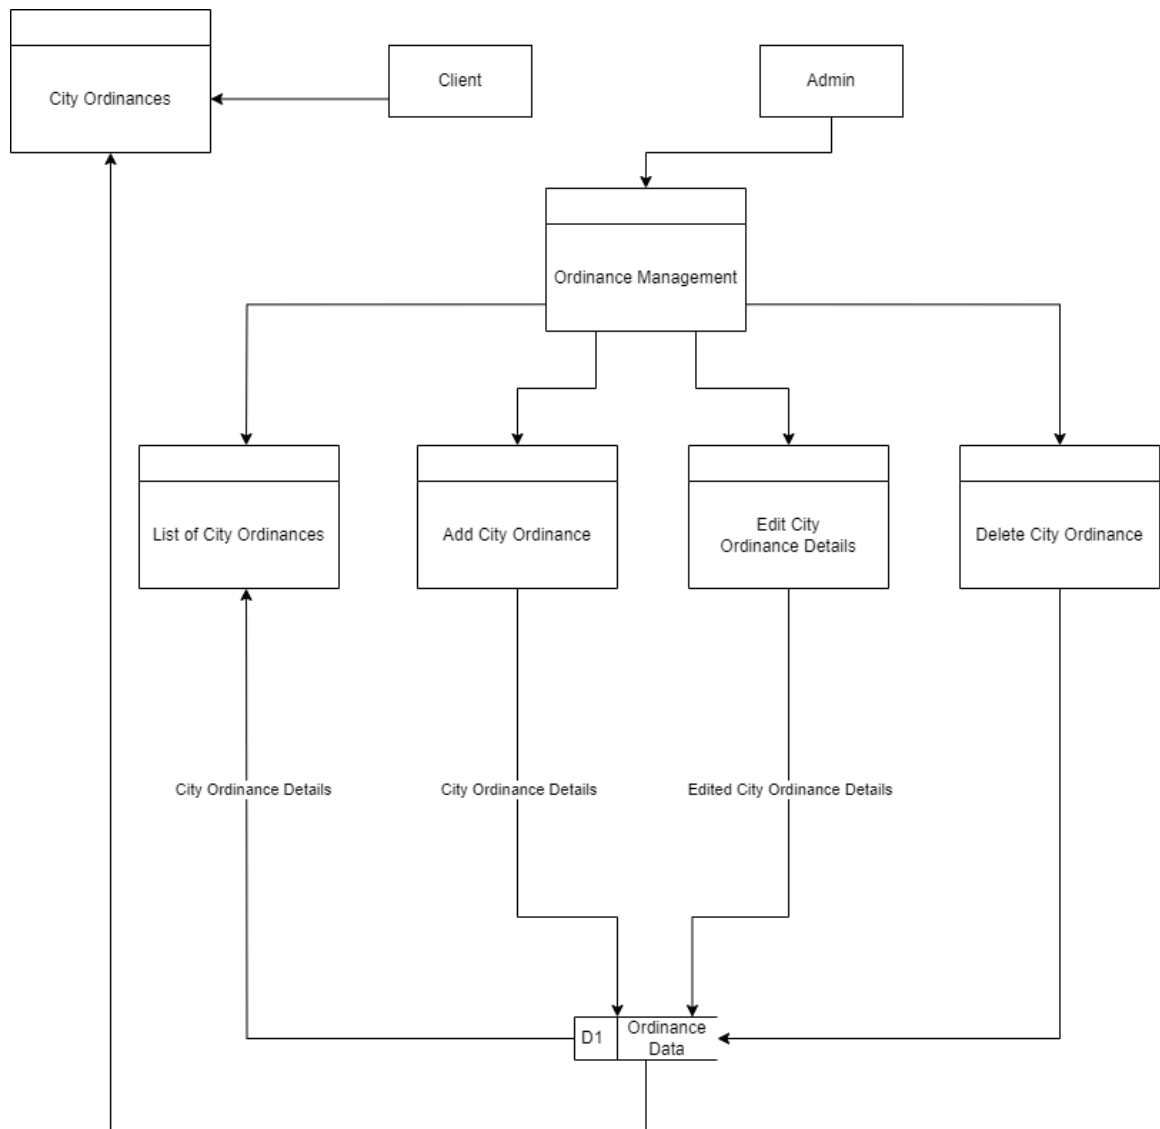 City Ordinances
Client
Admin
Ordinance Management
List of City Ordinances
Add City Ordinance
Edit City
Ordinance Details
Delete City Ordinance
City Ordinance Details
City Ordinance Details
Edited City Ordinance Details
D1
Ordinance
Data